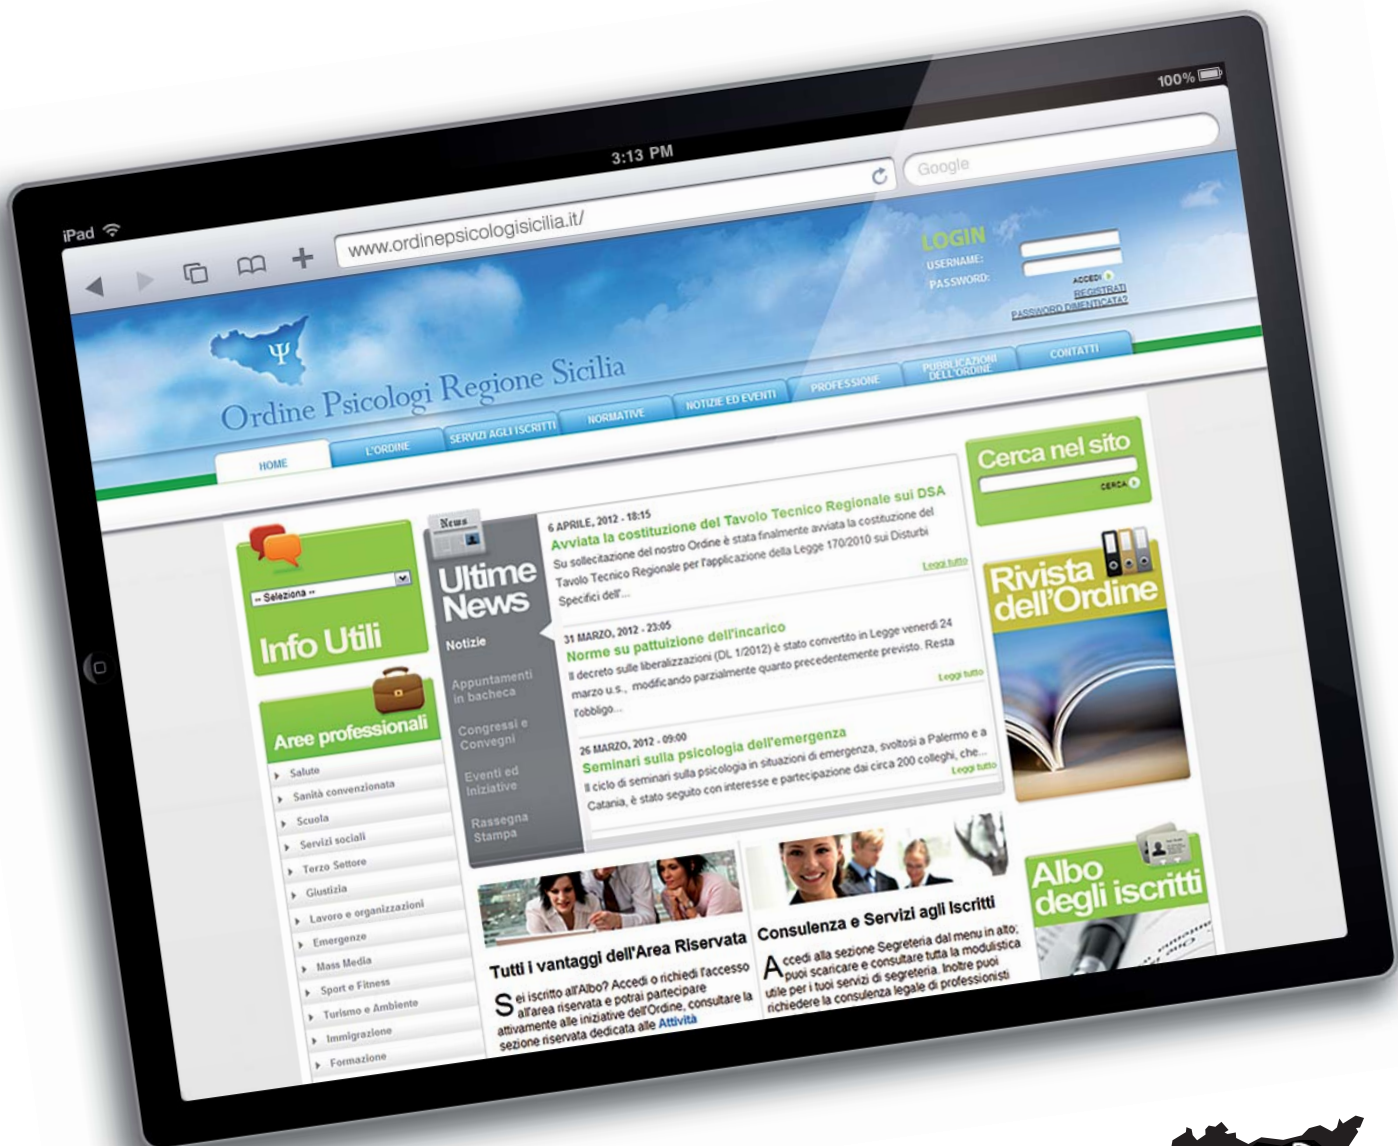 iPad
3:13 PM
100%
www.ordinepsicologisicilia.it/
Google
LOGIN
USERNAME:
PASSWORD:
ACCEDI
REGISTRATI
PASSWORD DIMENTICATA?
Ψ
Ordine Psicologi Regione Sicilia
HOME
L'ORDINE
SERVIZI AGLI ISCRITTI
NORMATIVE
NOTIZIE ED EVENTI
PROFESSIONE
PUBBLICAZIONI
DELL'ORDINE
CONTATTI
-- Seleziona --
Info Utili
Aree professionali
Salute
Sanità convenzionata
Scuola
Servizi sociali
Terzo Settore
Giustizia
Lavoro e organizzazioni
Emergenze
Mass Media
Sport e Fitness
Turismo e Ambiente
Immigrazione
Formazione
News
Ultime
News
Notizie
Appuntamenti
in bacheca
Congressi e
Convegni
Eventi ed
Iniziative
Rassegna
Stampa
6 APRILE, 2012 - 18:15
Avviata la costituzione del Tavolo Tecnico Regionale sui DSA
Su sollecitazione del nostro Ordine è stata finalmente avviata la costituzione del
Tavolo Tecnico Regionale per l'applicazione della Legge 170/2010 sui Disturbi
Specifici dell'...
Leggi tutto
31 MARZO, 2012 - 23:05
Norme su pattuizione dell'incarico
Il decreto sulle liberalizzazioni (DL 1/2012) è stato convertito in Legge venerdì 24
marzo u.s., modificando parzialmente quanto precedentemente previsto. Resta
l'obbligo...
Leggi tutto
26 MARZO, 2012 - 09:00
Seminari sulla psicologia dell'emergenza
Il ciclo di seminari sulla psicologia in situazioni di emergenza, svoltosi a Palermo e a
Catania, è stato seguito con interesse e partecipazione dai circa 200 colleghi, che...
Leggi tutto
Tutti i vantaggi dell'Area Riservata
Sei iscritto all'Albo? Accedi o richiedi l'accesso
all'area riservata e potrai partecipare
attivamente alle iniziative dell'Ordine, consultare la
sezione riservata dedicata alle Attività
Consulenza e Servizi agli Iscritti
Accedi alla sezione Segreteria dal menu in alto;
puoi scaricare e consultare tutta la modulistica
utile per i tuoi servizi di segreteria. Inoltre puoi
richiedere la consulenza legale di professionisti
Cerca nel sito
CERCA
Rivista
dell'Ordine
Albo
degli iscritti